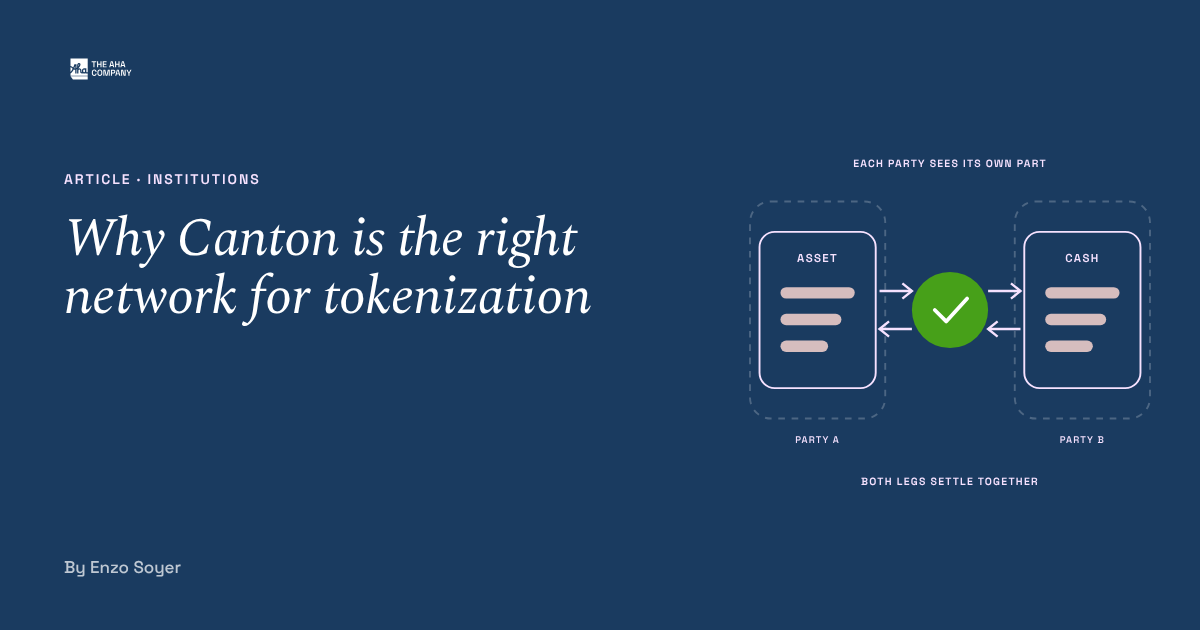 Aha
THE AHA
COMPANY
ARTICLE · INSTITUTIONS
Why Canton is the right
network for tokenization
EACH PARTY SEES ITS OWN PART
ASSET
CASH
PARTY A
PARTY B
BOTH LEGS SETTLE TOGETHER
By Enzo Soyer